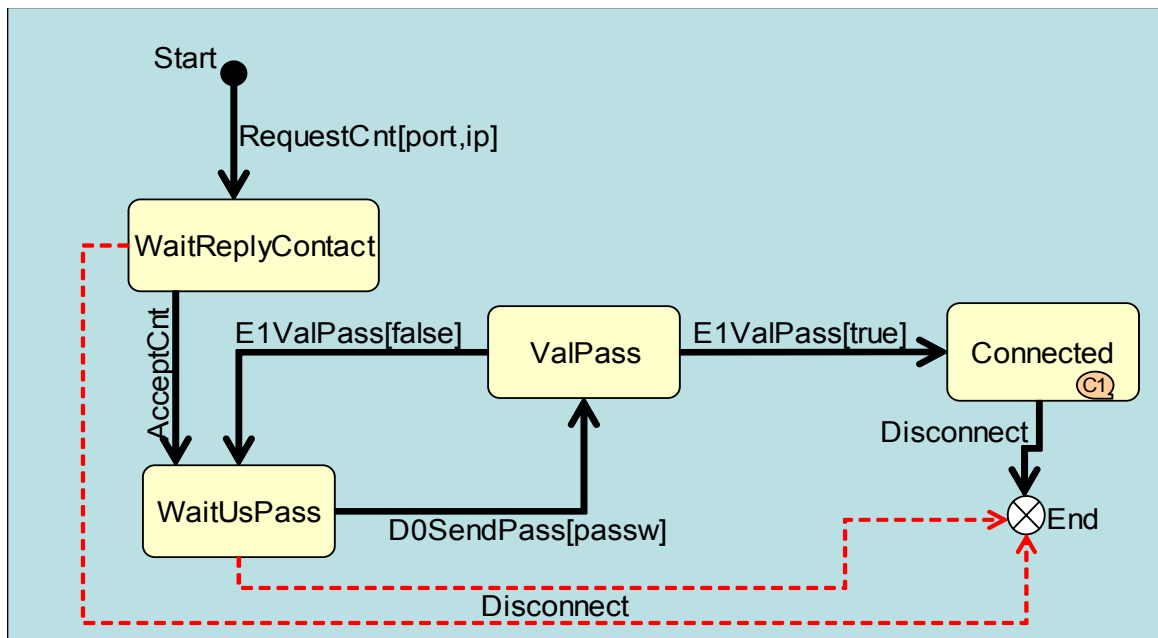 Start
RequestCnt[port,ip]
WaitReplyContact
AcceptCnt
E1ValPass[false]
ValPass
E1ValPass[true]
Connected
C1
Disconnect
WaitUsPass
D0SendPass[passw]
End
Disconnect